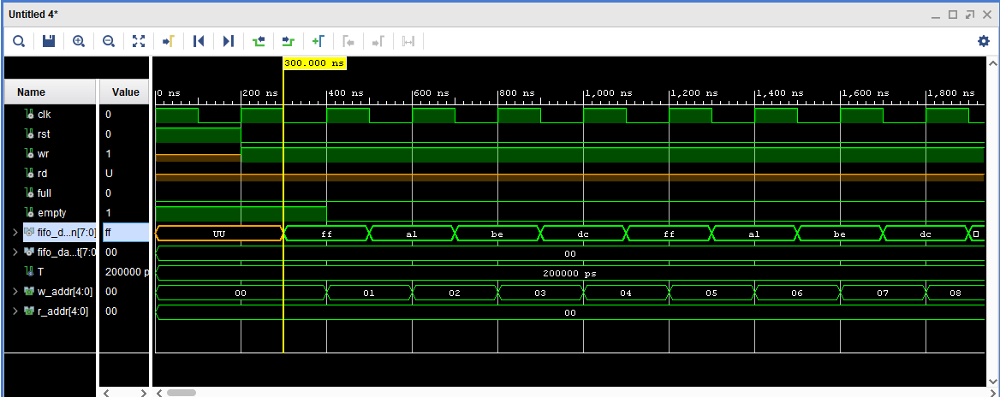 Untitled 4*
300.000 ns
Name Value
0 ns 200 ns 400 ns 600 ns 800 ns 1,000 ns 1,200 ns 1,400 ns 1,600 ns 1,800 ns
clk 0
rst 0
wr 1
rd U
full 0
empty 1
fifo_d...n[7:0] ff UU ff a1 be dc ff a1 be dc
fifo_da...t[7:0 00 00
T 200000 p 200000 ps
w_addr[4:0] 00 00 01 02 03 04 05 06 07 08
r_addr[4:0] 00 00